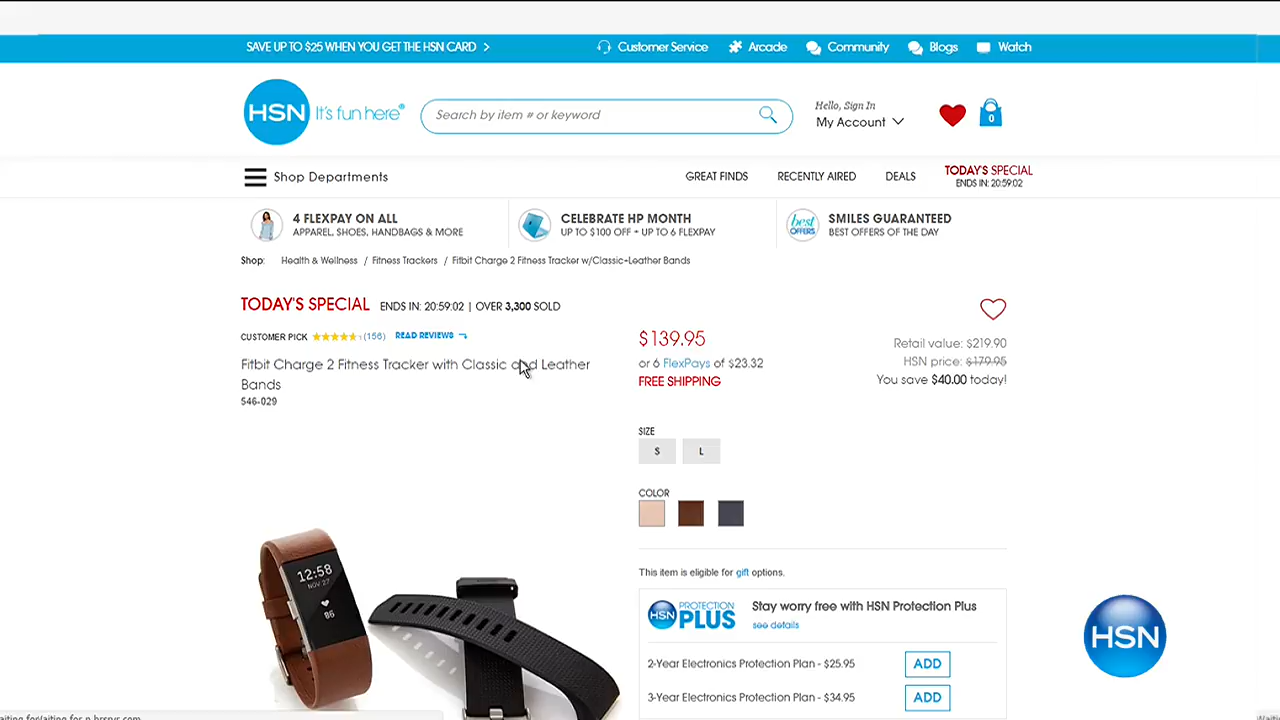 SAVE UP TO $25 WHEN YOU GET THE HSN CARD
Customer Service
Arcade
Community
Blogs
Watch
HSN It's fun here®
Search by item # or keyword
Hello, Sign In
My Account
0
Shop Departments
GREAT FINDS
RECENTLY AIRED
DEALS
TODAY'S SPECIAL
ENDS IN: 20:59:02
4 FLEXPAY ON ALL
APPAREL, SHOES, HANDBAGS & MORE
CELEBRATE HP MONTH
UP TO $100 OFF + UP TO 6 FLEXPAY
best OFFERS
SMILES GUARANTEED
BEST OFFERS OF THE DAY
Shop: Health & Wellness / Fitness Trackers / Fitbit Charge 2 Fitness Tracker w/Classic+Leather Bands
TODAY'S SPECIAL ENDS IN: 20:59:02 | OVER 3,300 SOLD
CUSTOMER PICK (156) READ REVIEWS
Fitbit Charge 2 Fitness Tracker with Classic and Leather
Bands
546-029
$139.95
or 6 FlexPays of $23.32
FREE SHIPPING
Retail value: $219.90
HSN price: $179.95
You save $40.00 today!
SIZE
S L
COLOR
12:58
NOV 27
86
This item is eligible for gift options.
HSN PROTECTION PLUS
Stay worry free with HSN Protection Plus
see details
2-Year Electronics Protection Plan - $25.95 ADD
3-Year Electronics Protection Plan - $34.95 ADD
HSN